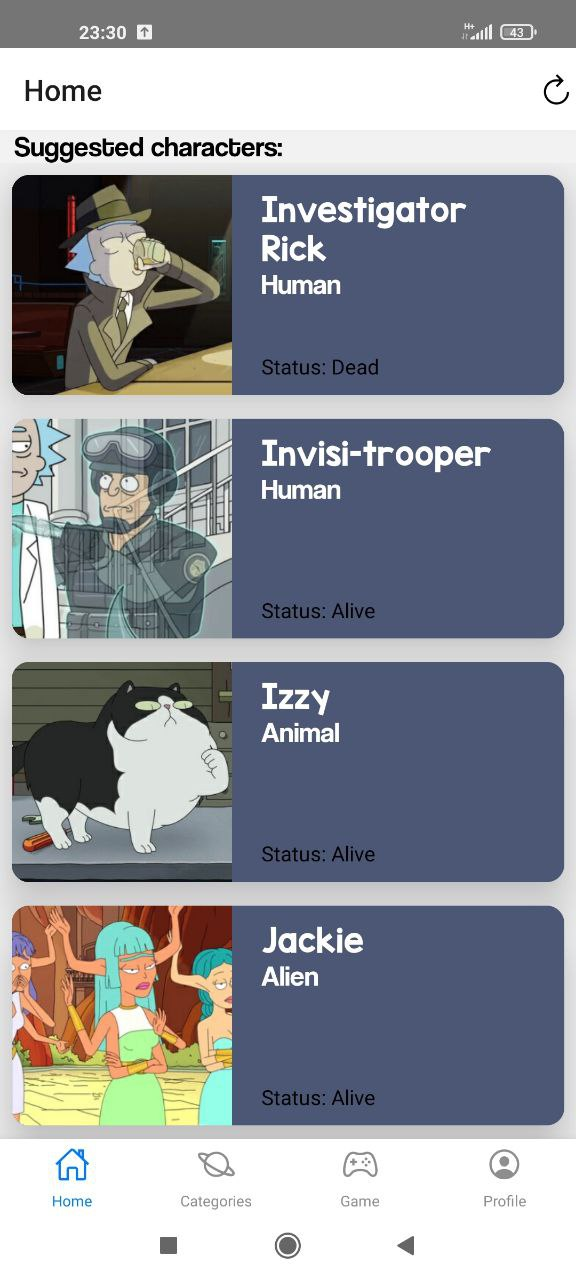 23:30
H+
43
Home
Suggested characters:
Investigator
Rick
Human
Status: Dead
Invisi-trooper
Human
Status: Alive
Izzy
Animal
Status: Alive
Jackie
Alien
Status: Alive
Home
Categories
Game
Profile